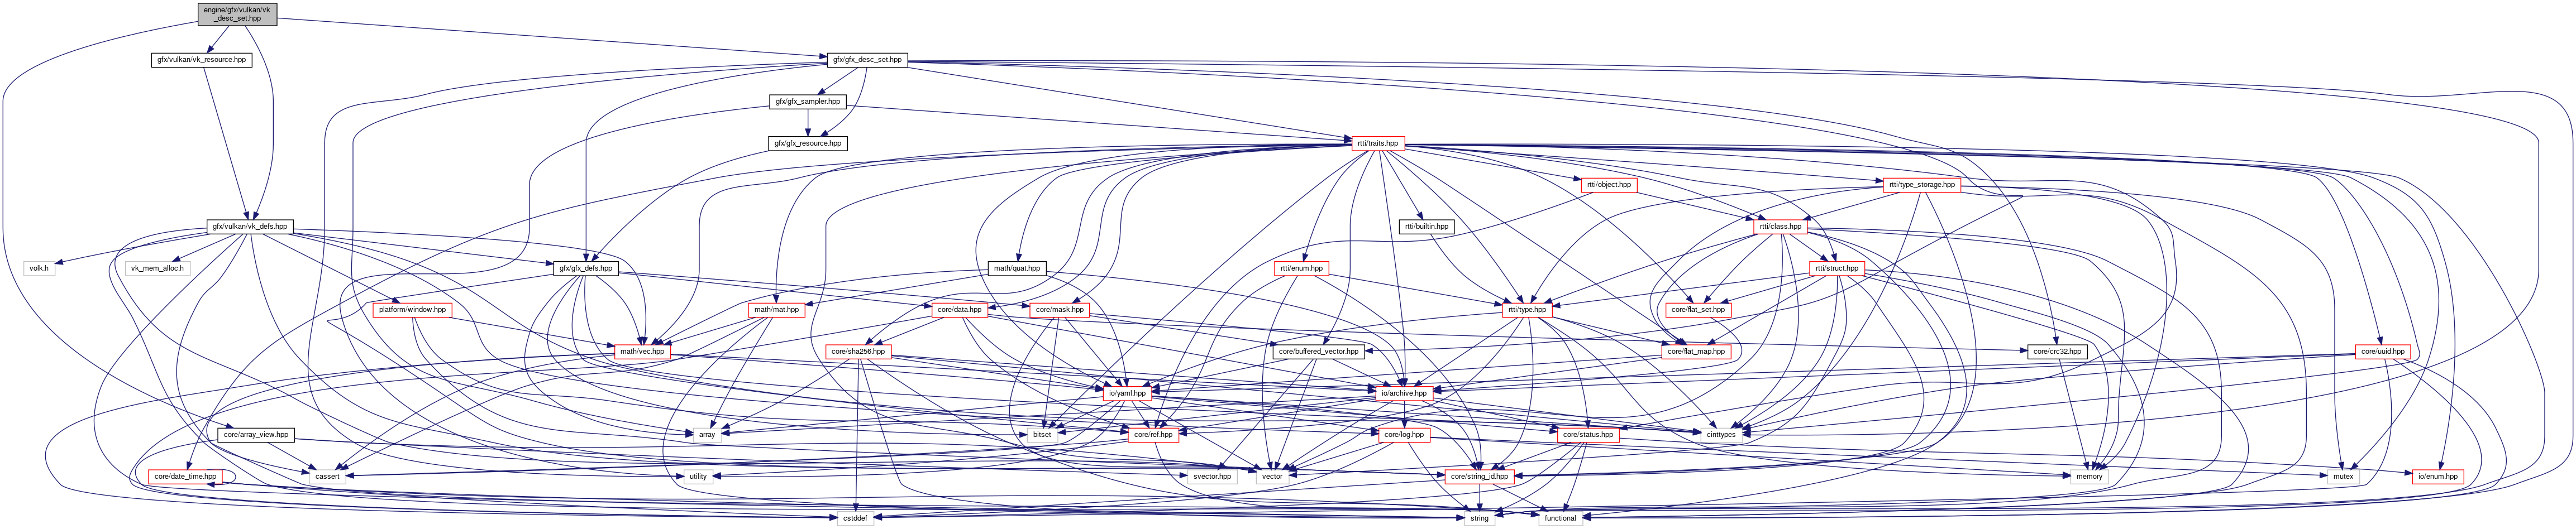 engine/gfx/vulkan/vk
_desc_set.hpp
gfx/vulkan/vk_resource.hpp
gfx/gfx_desc_set.hpp
gfx/gfx_sampler.hpp
gfx/gfx_resource.hpp
rtti/traits.hpp
rtti/object.hpp
rtti/type_storage.hpp
gfx/vulkan/vk_defs.hpp
rtti/builtin.hpp
rtti/class.hpp
volk.h
vk_mem_alloc.h
gfx/gfx_defs.hpp
math/quat.hpp
rtti/enum.hpp
rtti/struct.hpp
platform/window.hpp
math/mat.hpp
core/data.hpp
core/mask.hpp
rtti/type.hpp
core/flat_set.hpp
math/vec.hpp
core/sha256.hpp
core/buffered_vector.hpp
core/flat_map.hpp
core/crc32.hpp
core/uuid.hpp
io/yaml.hpp
io/archive.hpp
core/array_view.hpp
array
bitset
core/ref.hpp
core/log.hpp
core/status.hpp
cinttypes
core/date_time.hpp
cassert
utility
svector.hpp
vector
core/string_id.hpp
memory
mutex
io/enum.hpp
cstddef
string
functional